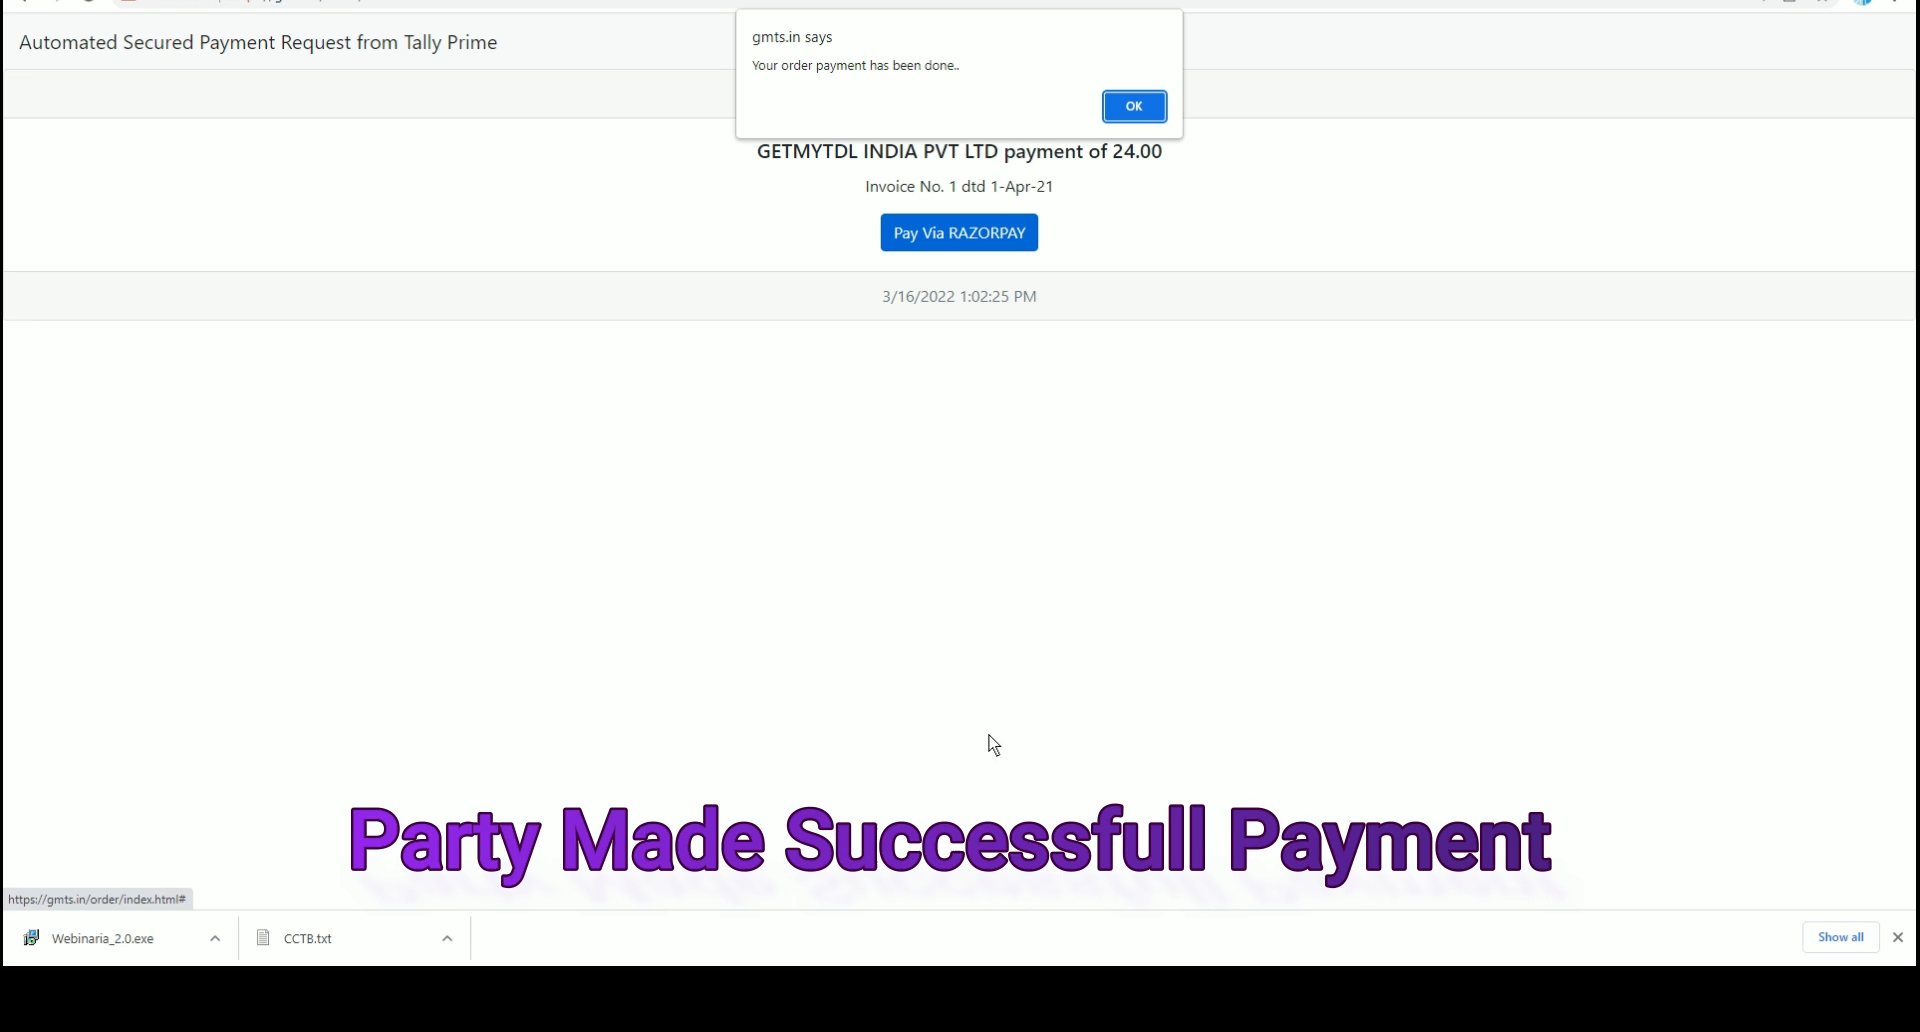 Automated Secured Payment Request from Tally Prime
gmts.in says
Your order payment has been done..
OK
GETMYTDL INDIA PVT LTD payment of 24.00
Invoice No. 1 dtd 1-Apr-21
Pay Via RAZORPAY
3/16/2022 1:02:25 PM
Party Made Successfull Payment
https://gmts.in/order/index.html#
Webinaria_2.0.exe
CCTB.txt
Show all